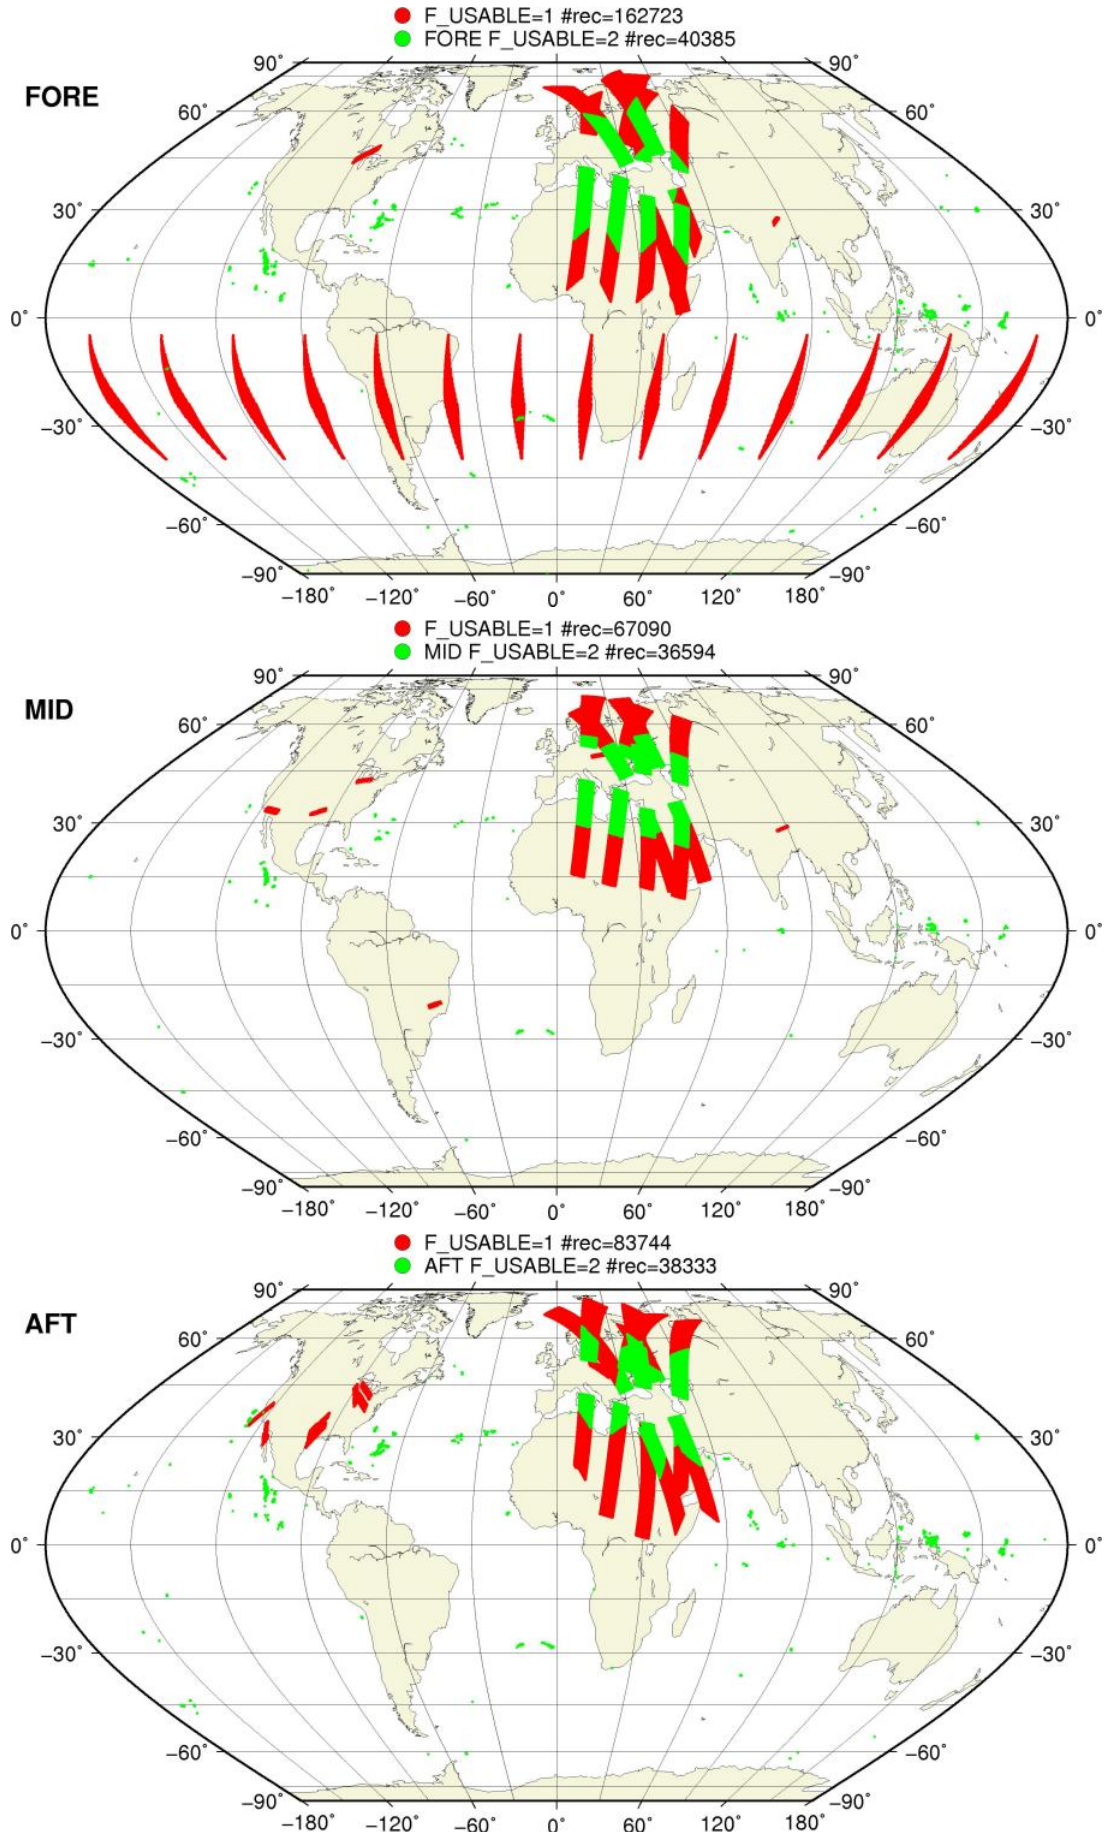 F_USABLE=1 #rec=162723
FORE F_USABLE=2 #rec=40385
FORE
90° 90°
60° 60°
30° 30°
0° 0°
−30° −30°
−60° −60°
−90° −90°
−180° −120° −60° 0° 60° 120° 180°
F_USABLE=1 #rec=67090
MID F_USABLE=2 #rec=36594
MID
90° 90°
60° 60°
30° 30°
0° 0°
−30° −30°
−60° −60°
−90° −90°
−180° −120° −60° 0° 60° 120° 180°
F_USABLE=1 #rec=83744
AFT F_USABLE=2 #rec=38333
AFT
90° 90°
60° 60°
30° 30°
0° 0°
−30° −30°
−60° −60°
−90° −90°
−180° −120° −60° 0° 60° 120° 180°